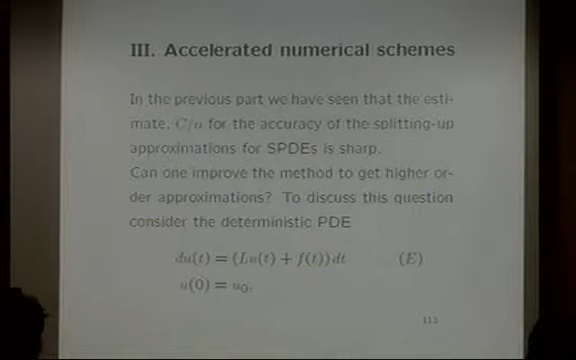 III. Accelerated numerical schemes
In the previous part we have seen that the esti-
mate, C/n for the accuracy of the splitting-up
approximations for SPDEs is sharp.
Can one improve the method to get higher or-
der approximations? To discuss this question
consider the deterministic PDE
du(t) = (Lu(t) + f(t)) dt (E)
u(0) = u₀,